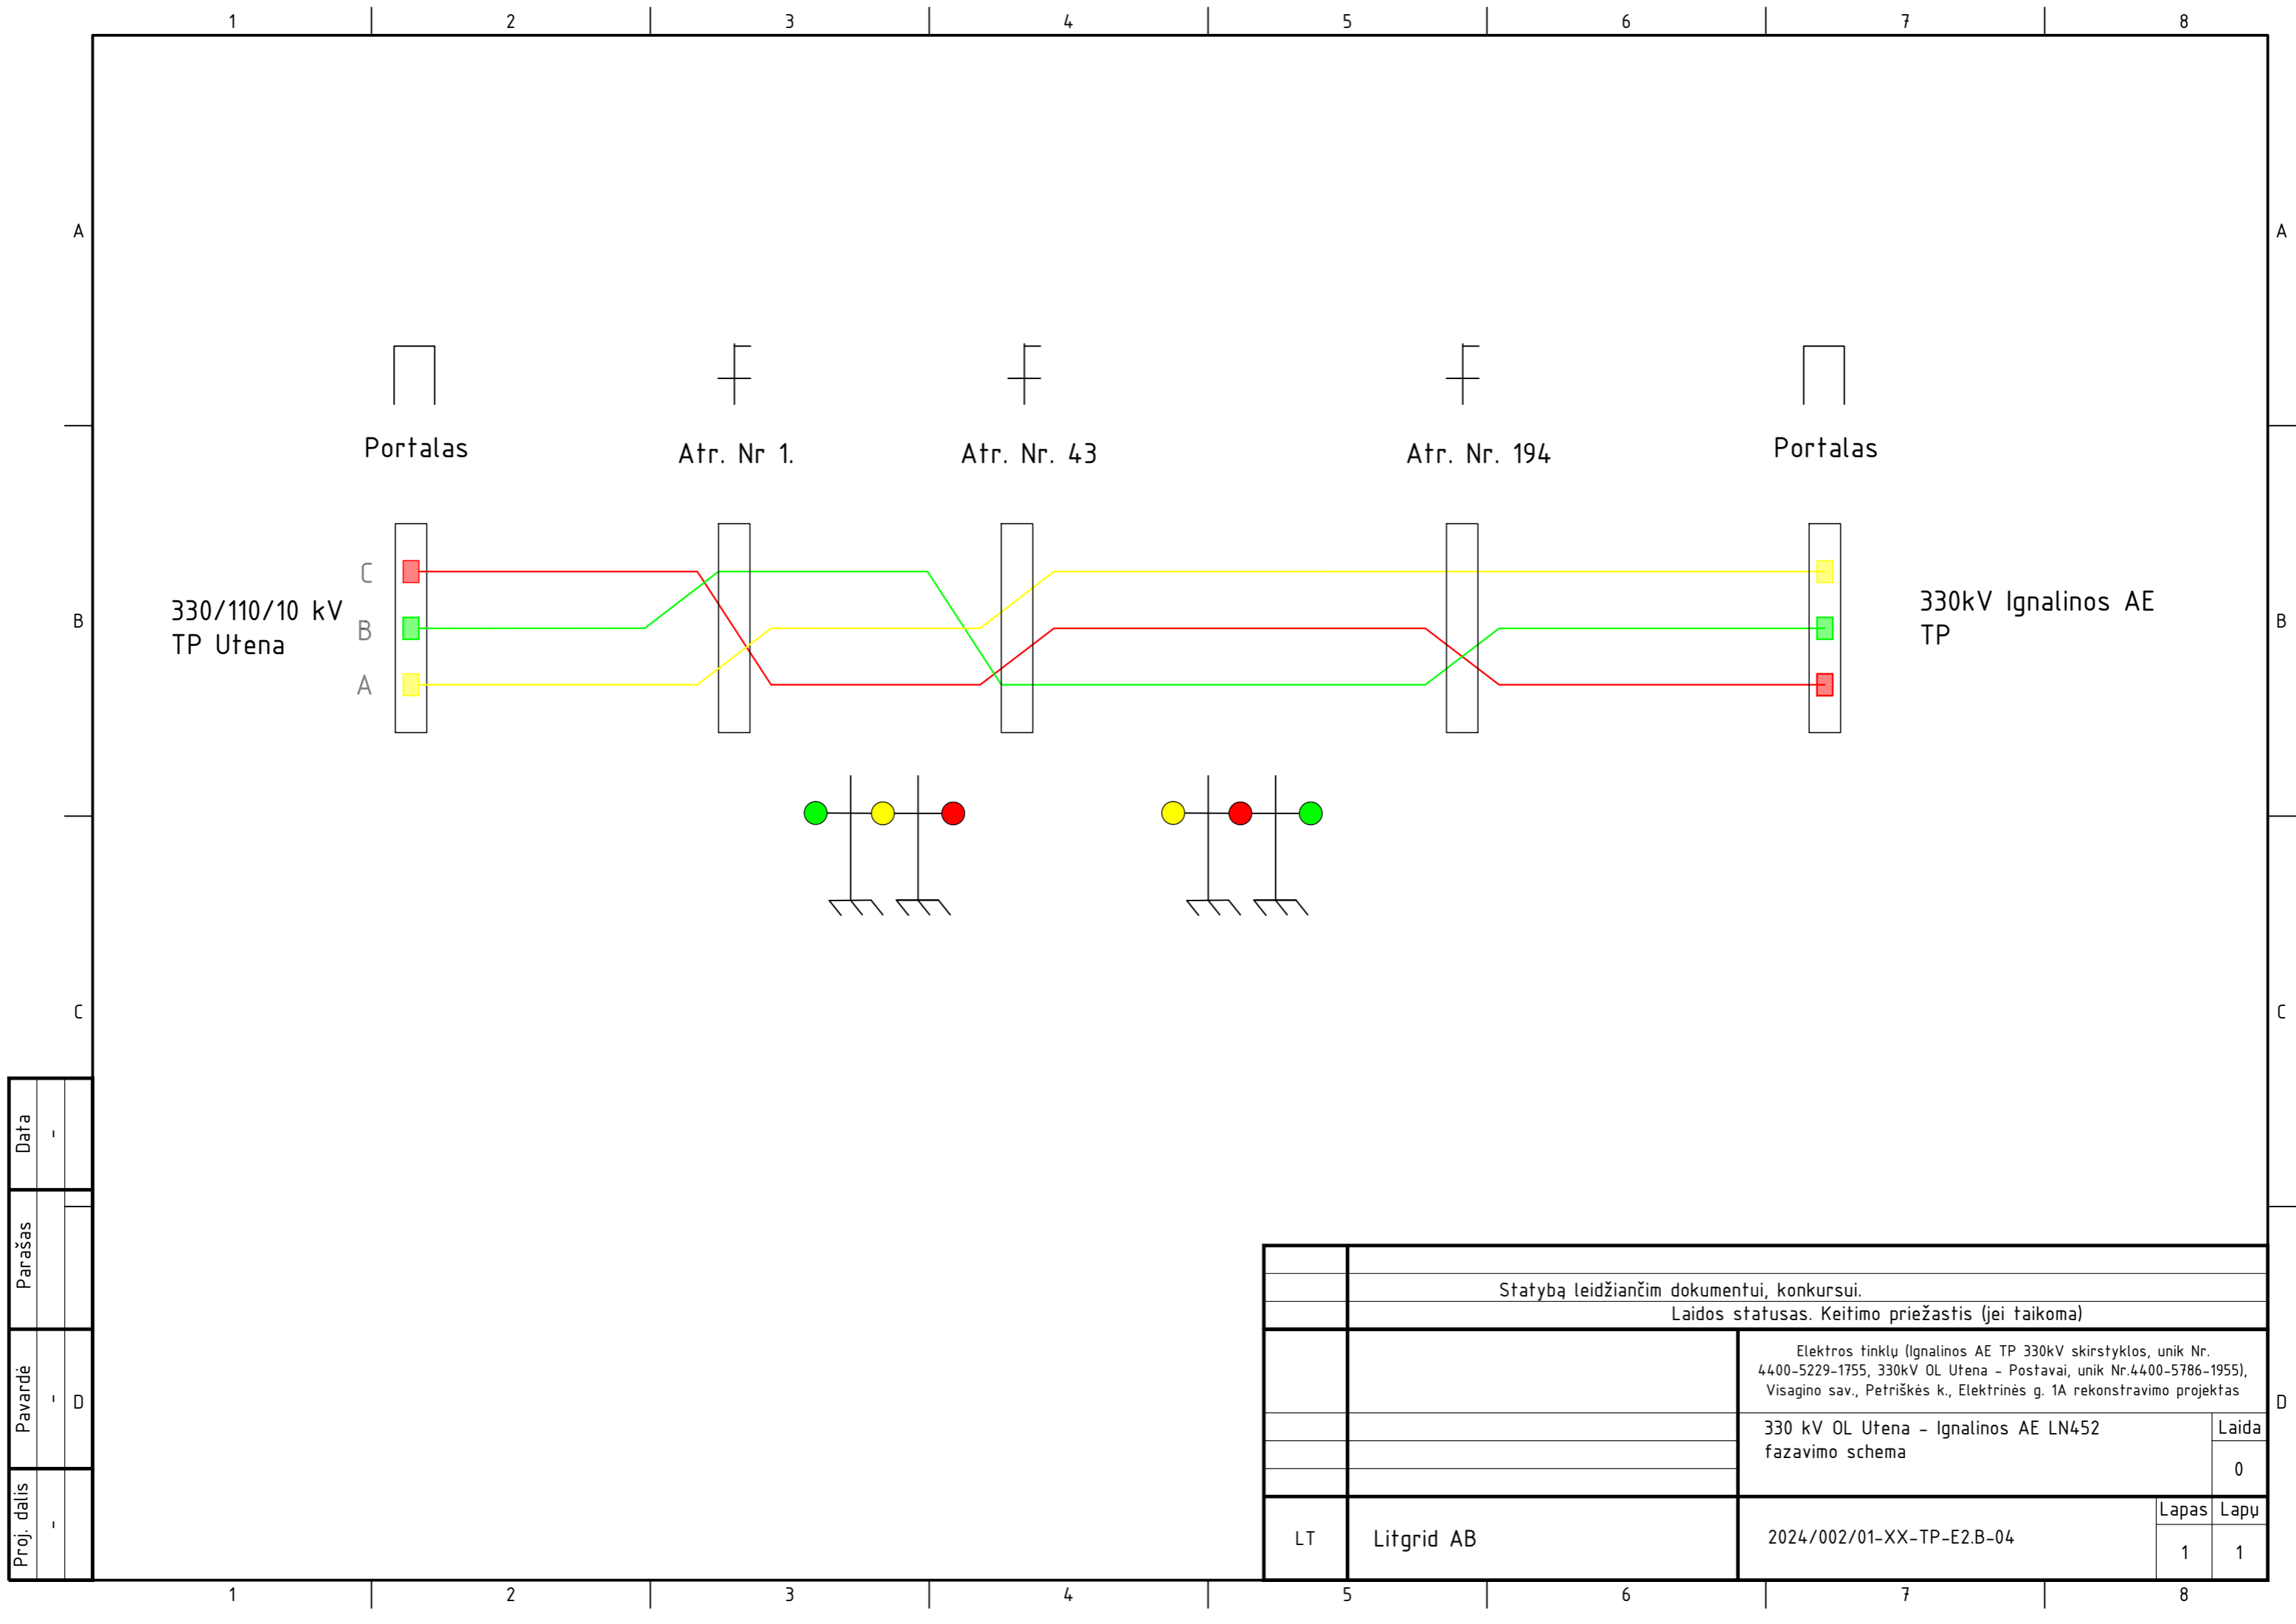 1 2 3 4 5 6 7 8
A A
Portalas Atr. Nr 1. Atr. Nr. 43 Atr. Nr. 194 Portalas
C
330/110/10 kV
TP Utena
B
A
330kV Ignalinos AE
TP
B B
C C
Data -
Parašas
Pavardė -
Proj. dalis -
D D
Statybą leidžiančim dokumentui, konkursui.
Laidos statusas. Keitimo priežastis (jei taikoma)
Elektros tinklų (Ignalinos AE TP 330kV skirstyklos, unik Nr.
4400-5229-1755, 330kV OL Utena - Postavai, unik Nr.4400-5786-1955),
Visagino sav., Petriškės k., Elektrinės g. 1A rekonstravimo projektas
330 kV OL Utena - Ignalinos AE LN452
fazavimo schema
Laida
0
LT Litgrid AB 2024/002/01-XX-TP-E2.B-04
Lapas Lapų
1 1
1 2 3 4 5 6 7 8